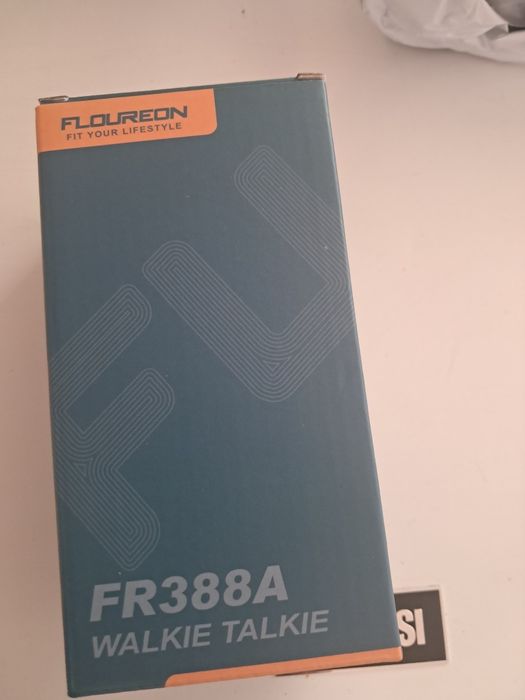 FLOUREON
FIT YOUR LIFESTYLE
FR388A
WALKIE TALKIE
SI